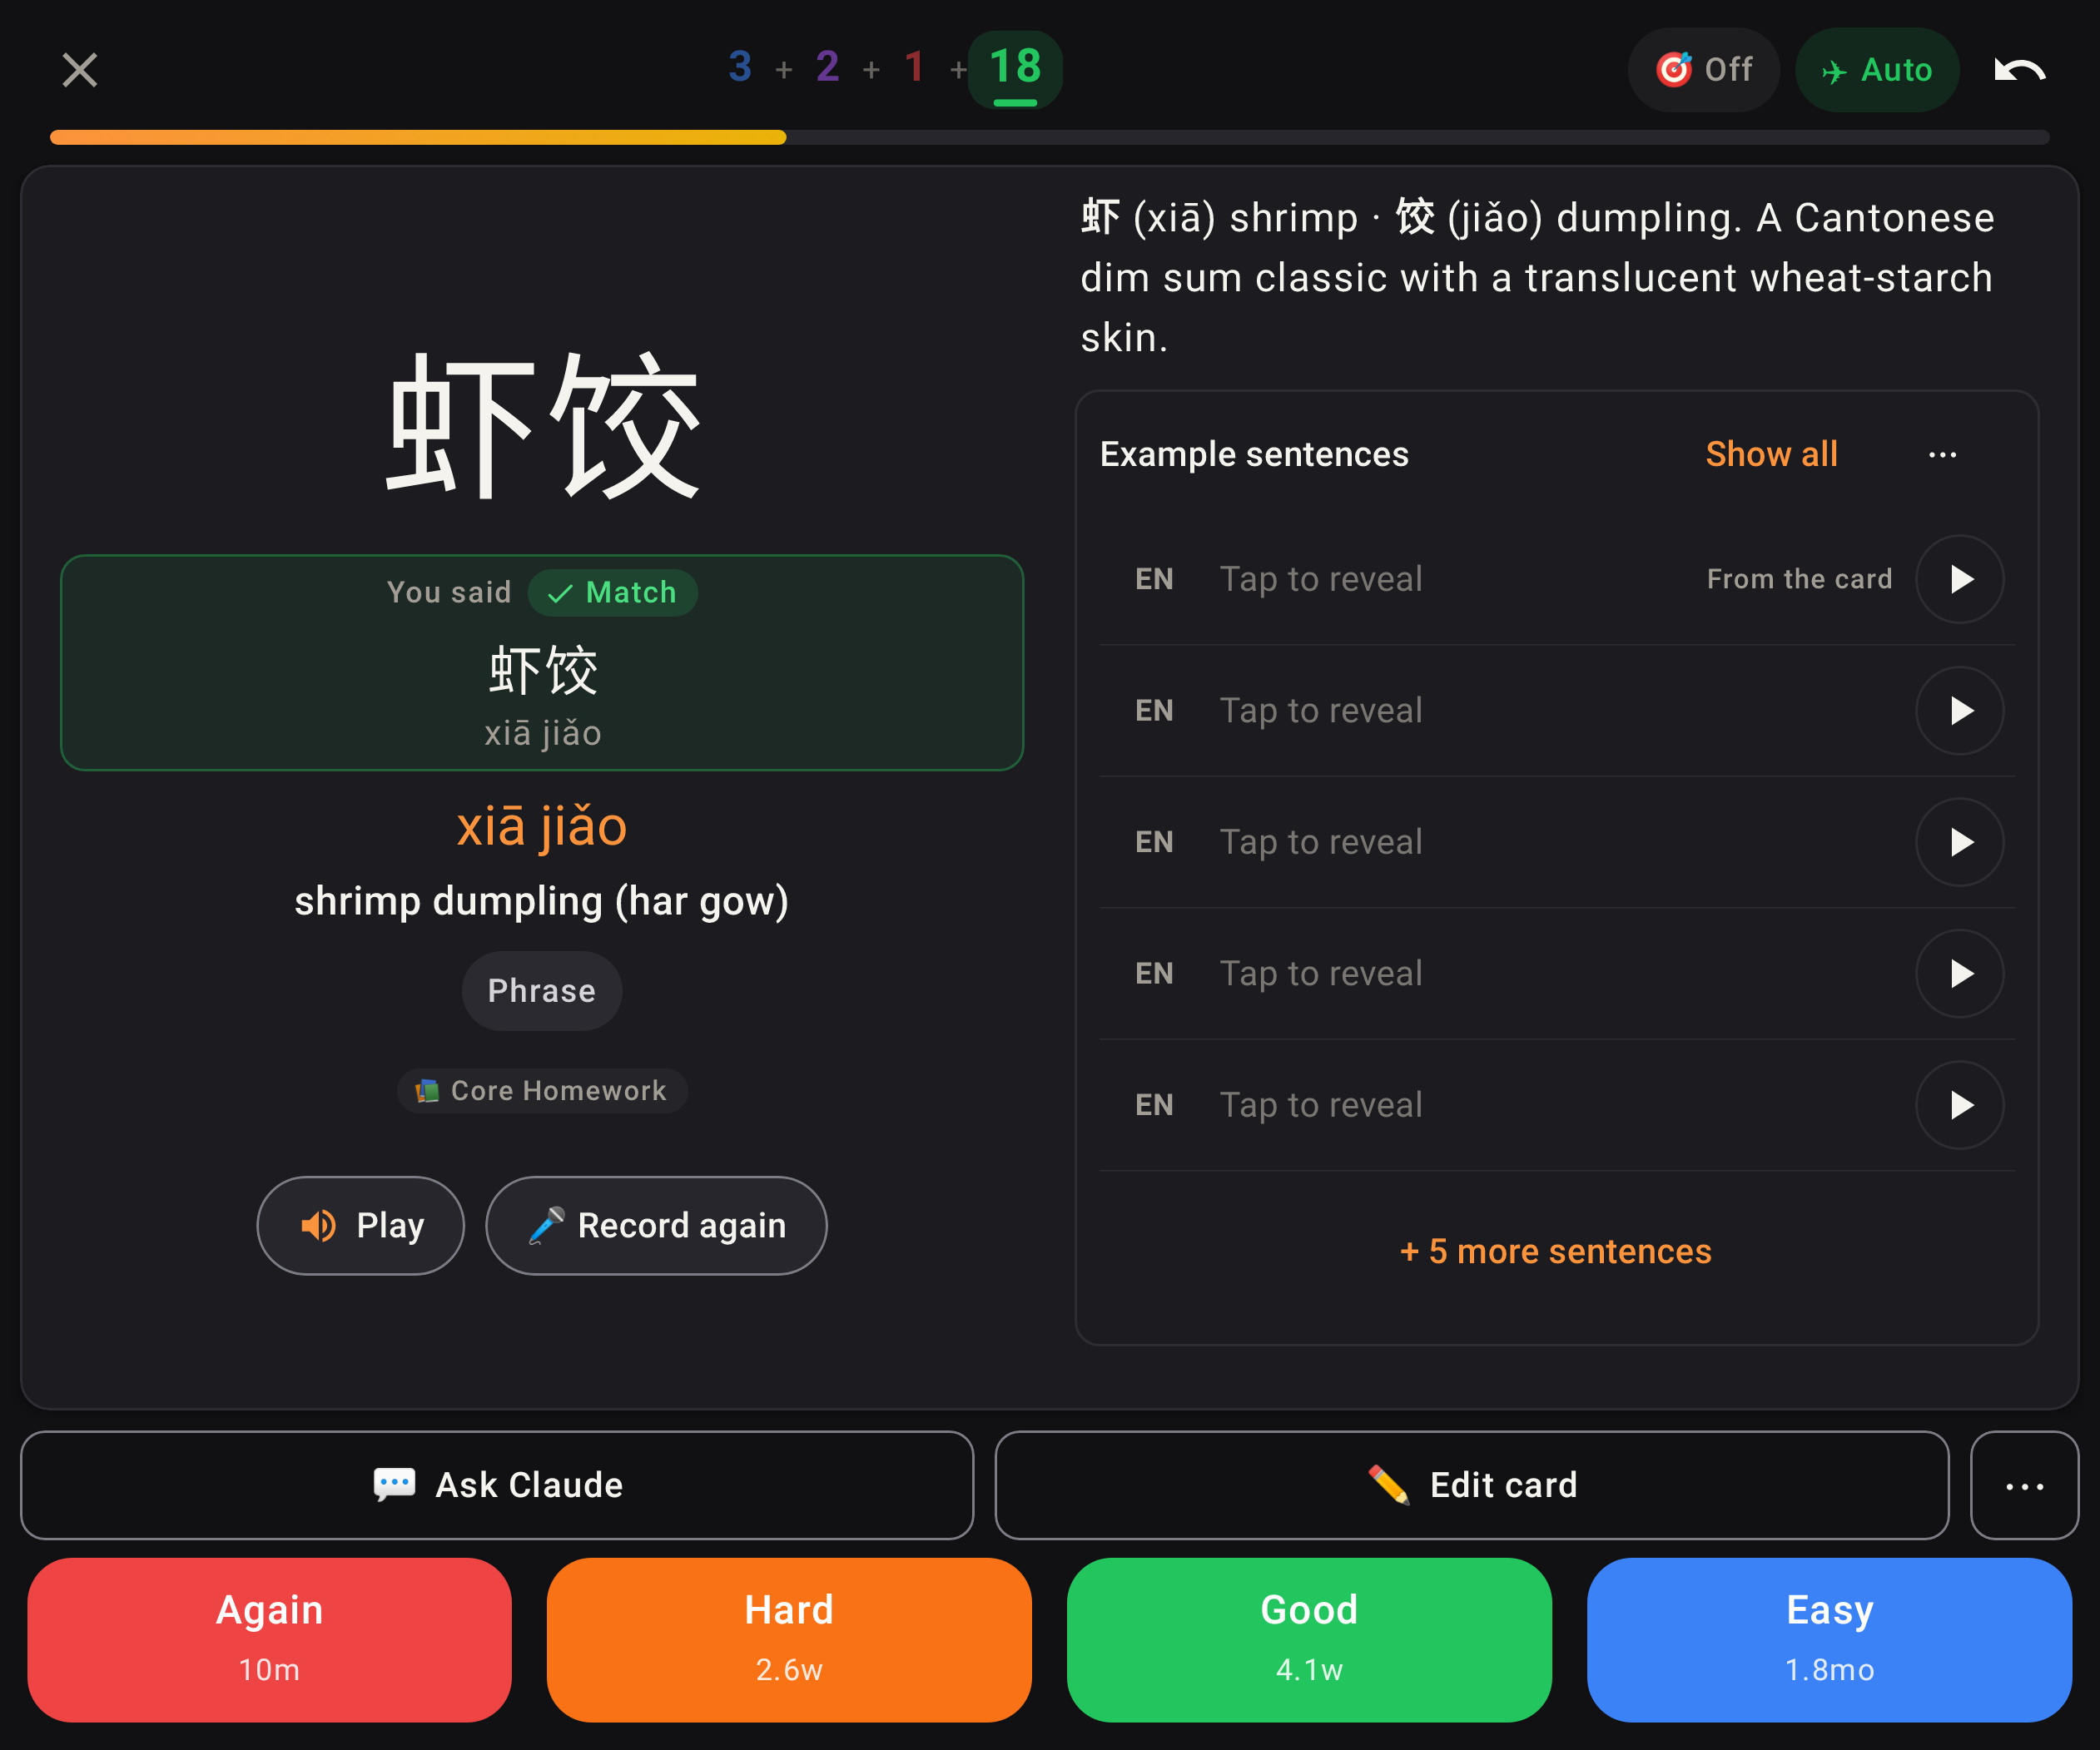 3 + 2 + 1 + 18
🎯 Off
✈ Auto
虾饺
You said ✓ Match
虾饺
xiā jiǎo
xiā jiǎo
shrimp dumpling (har gow)
Phrase
Core Homework
Play
Record again
虾 (xiā) shrimp · 饺 (jiǎo) dumpling. A Cantonese
dim sum classic with a translucent wheat-starch
skin.
Example sentences Show all ...
EN Tap to reveal From the card
EN Tap to reveal
EN Tap to reveal
EN Tap to reveal
EN Tap to reveal
+ 5 more sentences
Ask Claude
Edit card
...
Again
10m
Hard
2.6w
Good
4.1w
Easy
1.8mo